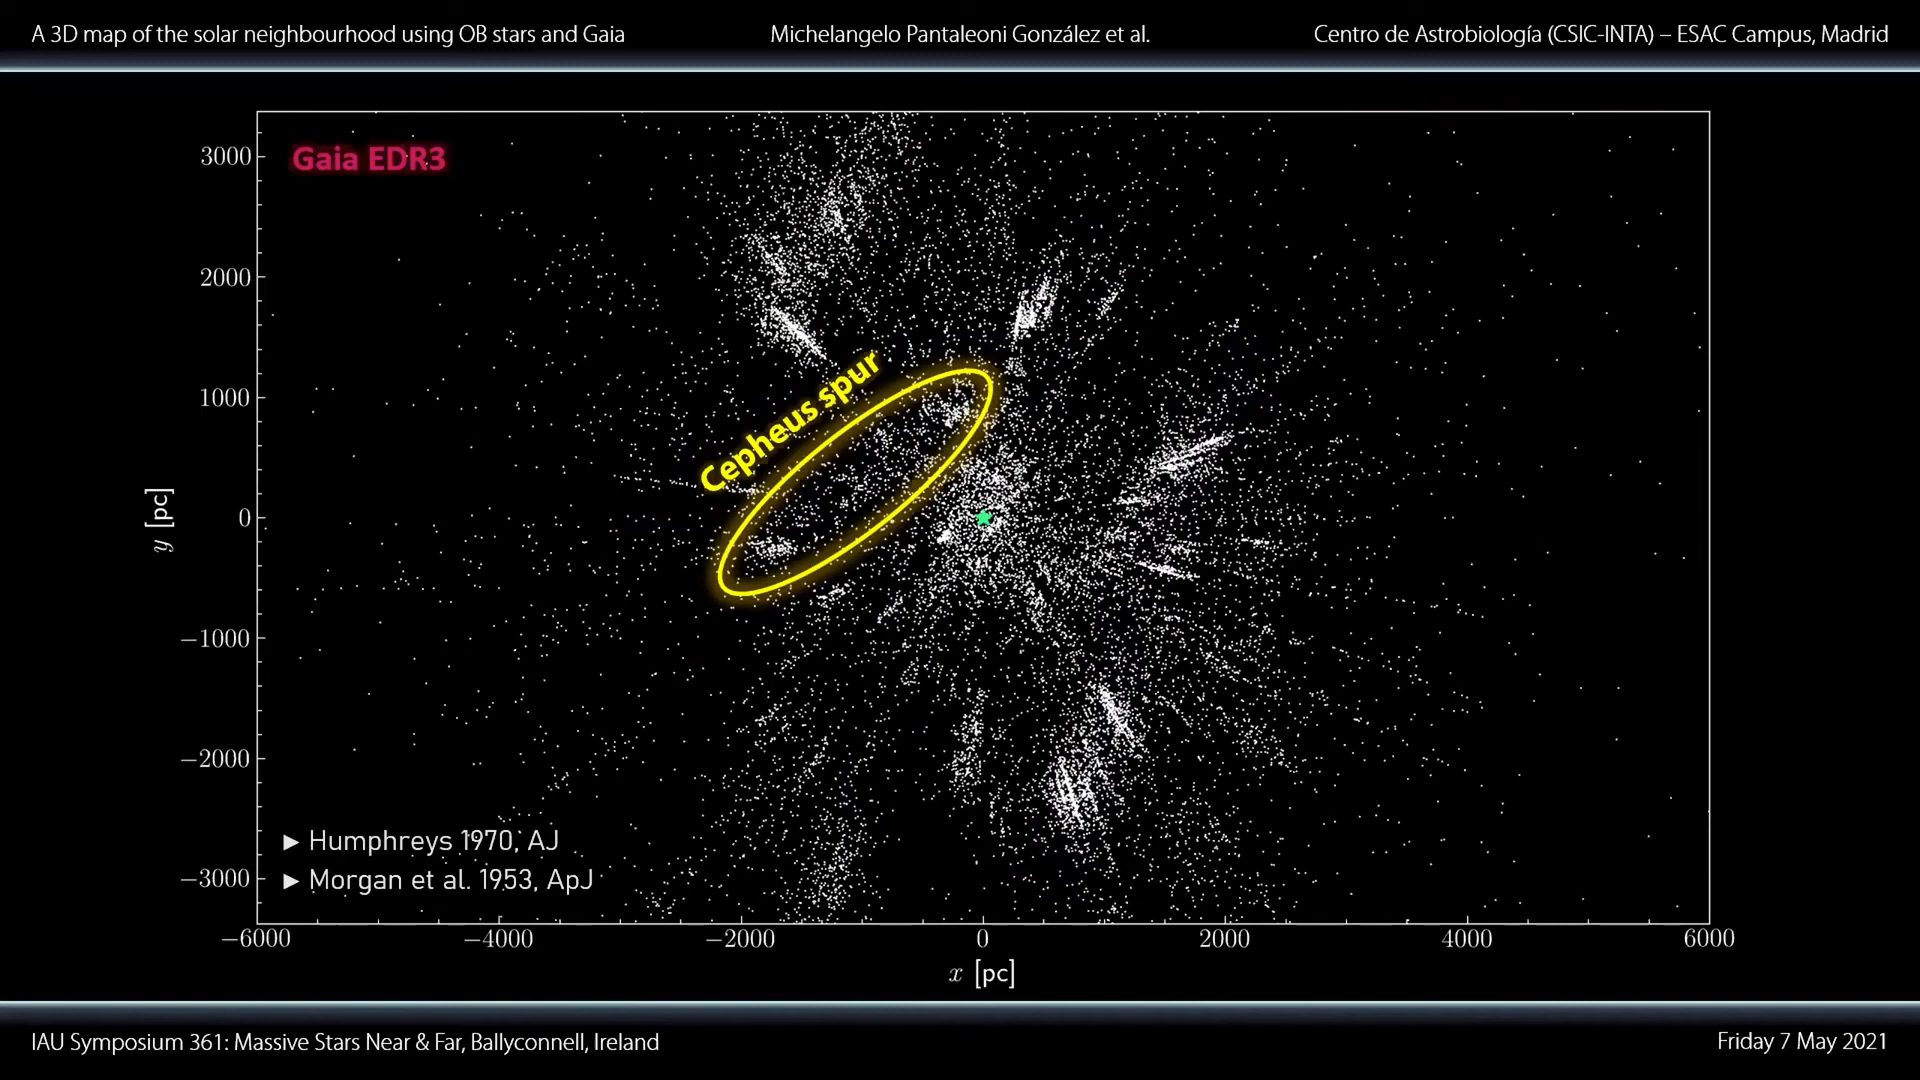 A 3D map of the solar neighbourhood using OB stars and Gaia
Michelangelo Pantaleoni González et al.
Centro de Astrobiología (CSIC-INTA) – ESAC Campus, Madrid
Gaia EDR3
Cepheus spur
3000
2000
1000
0
−1000
−2000
−3000
y [pc]
► Humphreys 1970, AJ
► Morgan et al. 1953, ApJ
−6000
−4000
−2000
0
2000
4000
6000
x [pc]
IAU Symposium 361: Massive Stars Near & Far, Ballyconnell, Ireland
Friday 7 May 2021